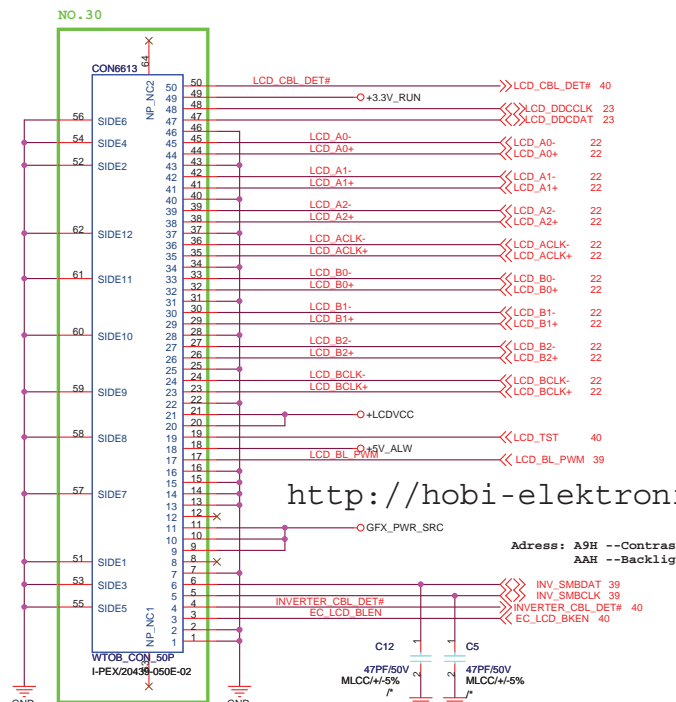 NO.30
CON6613
64
NP_NC2
50 LCD_CBL_DET# LCD_CBL_DET# 40
49 +3.3V_RUN
48 LCD_DDCCLK 23
47 LCD_DDCDAT 23
56 SIDE6 46
54 SIDE4 45 LCD_A0- LCD_A0- 22
44 LCD_A0+ LCD_A0+ 22
52 SIDE2 43
42 LCD_A1- LCD_A1- 22
41 LCD_A1+ LCD_A1+ 22
40
39 LCD_A2- LCD_A2- 22
38 LCD_A2+ LCD_A2+ 22
62 SIDE12 37
36 LCD_ACLK- LCD_ACLK- 22
35 LCD_ACLK+ LCD_ACLK+ 22
34
61 SIDE11 33 LCD_B0- LCD_B0- 22
32 LCD_B0+ LCD_B0+ 22
31
30 LCD_B1- LCD_B1- 22
29 LCD_B1+ LCD_B1+ 22
60 SIDE10 28
27 LCD_B2- LCD_B2- 22
26 LCD_B2+ LCD_B2+ 22
25
24 LCD_BCLK- LCD_BCLK- 22
59 SIDE9 23 LCD_BCLK+ LCD_BCLK+ 22
22
21 +LCDVCC
20
58 SIDE8 19 LCD_TST 40
18 +5V_ALW
17 LCD_BL_PWM LCD_BL_PWM 39
16
15
57 SIDE7 14
13
http://hobi-elektroni
12
11 GFX_PWR_SRC
10
9
Adress: A9H --Contras
AAH --Backlig
51 SIDE1 8
7
53 SIDE3 6 INV_SMBDAT 39
5 INV_SMBCLK 39
55 SIDE5 4 INVERTER_CBL_DET# INVERTER_CBL_DET# 40
3 EC_LCD_BLEN EC_LCD_BKEN 40
2
1
NP_NC1
63
WTOB_CON_50P
I-PEX/20439-050E-02
1 C12 1 C5
47PF/50V 47PF/50V
MLCC/+/-5% MLCC/+/-5%
2 /* 2 /*
GND GND